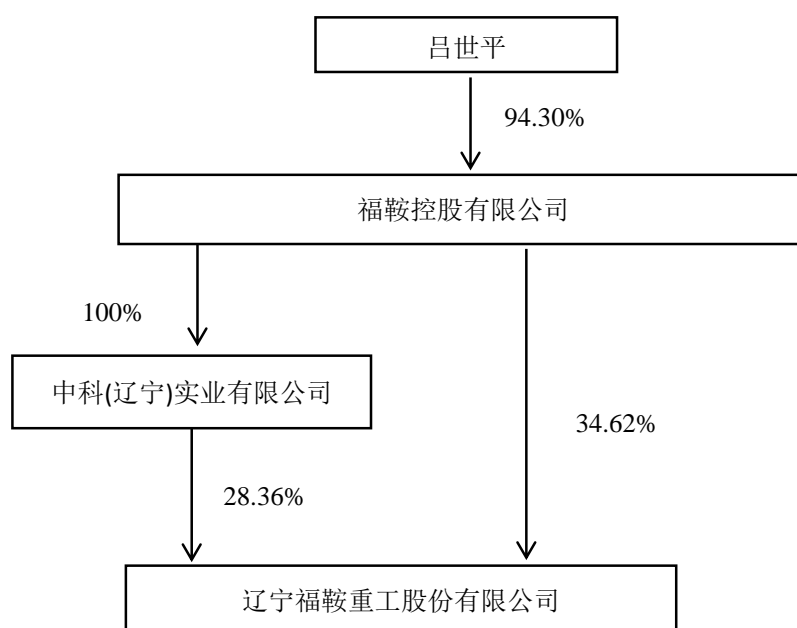 吕世平
94.30%
福鞍控股有限公司
100%
中科(辽宁)实业有限公司
34.62%
28.36%
辽宁福鞍重工股份有限公司